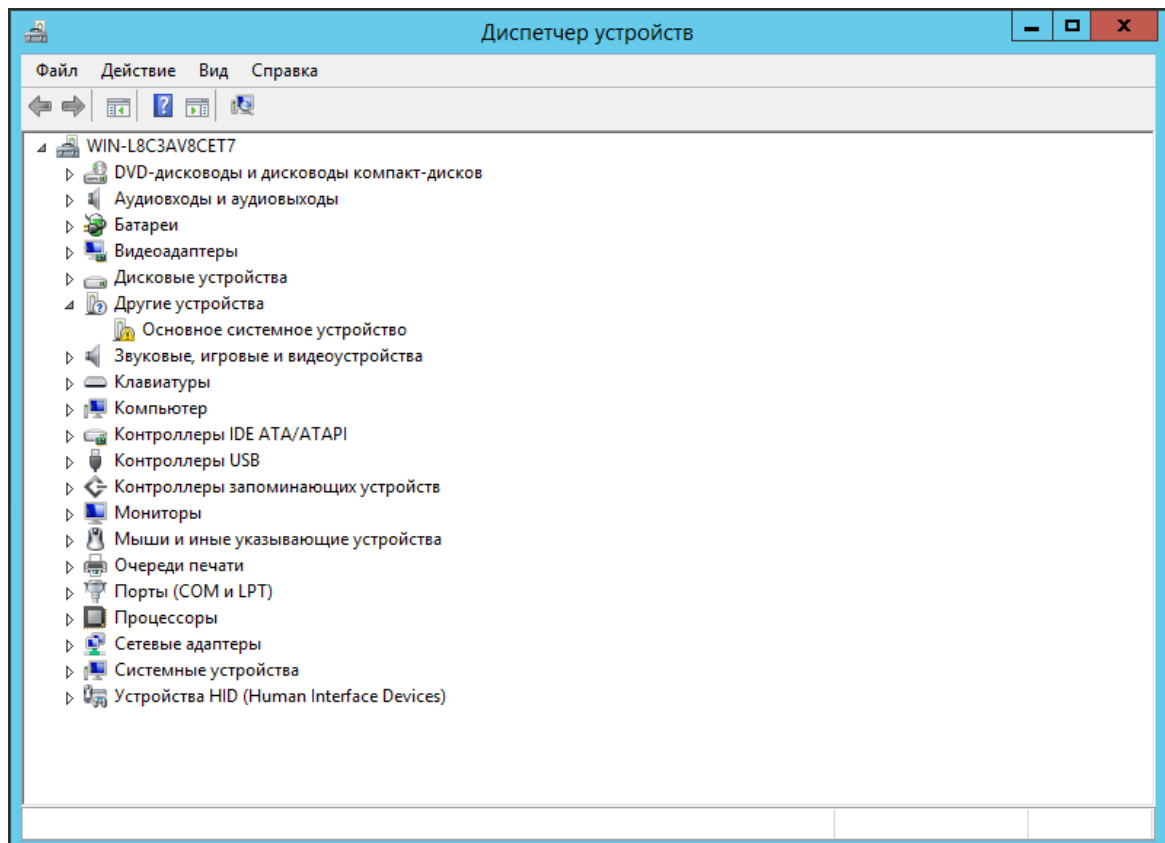 Диспетчер устройств
Файл Действие Вид Справка
WIN-L8C3AV8CET7
DVD-дисководы и дисководы компакт-дисков
Аудиовходы и аудиовыходы
Батареи
Видеоадаптеры
Дисковые устройства
Другие устройства
Основное системное устройство
Звуковые, игровые и видеоустройства
Клавиатуры
Компьютер
Контроллеры IDE ATA/ATAPI
Контроллеры USB
Контроллеры запоминающих устройств
Мониторы
Мыши и иные указывающие устройства
Очереди печати
Порты (COM и LPT)
Процессоры
Сетевые адаптеры
Системные устройства
Устройства HID (Human Interface Devices)